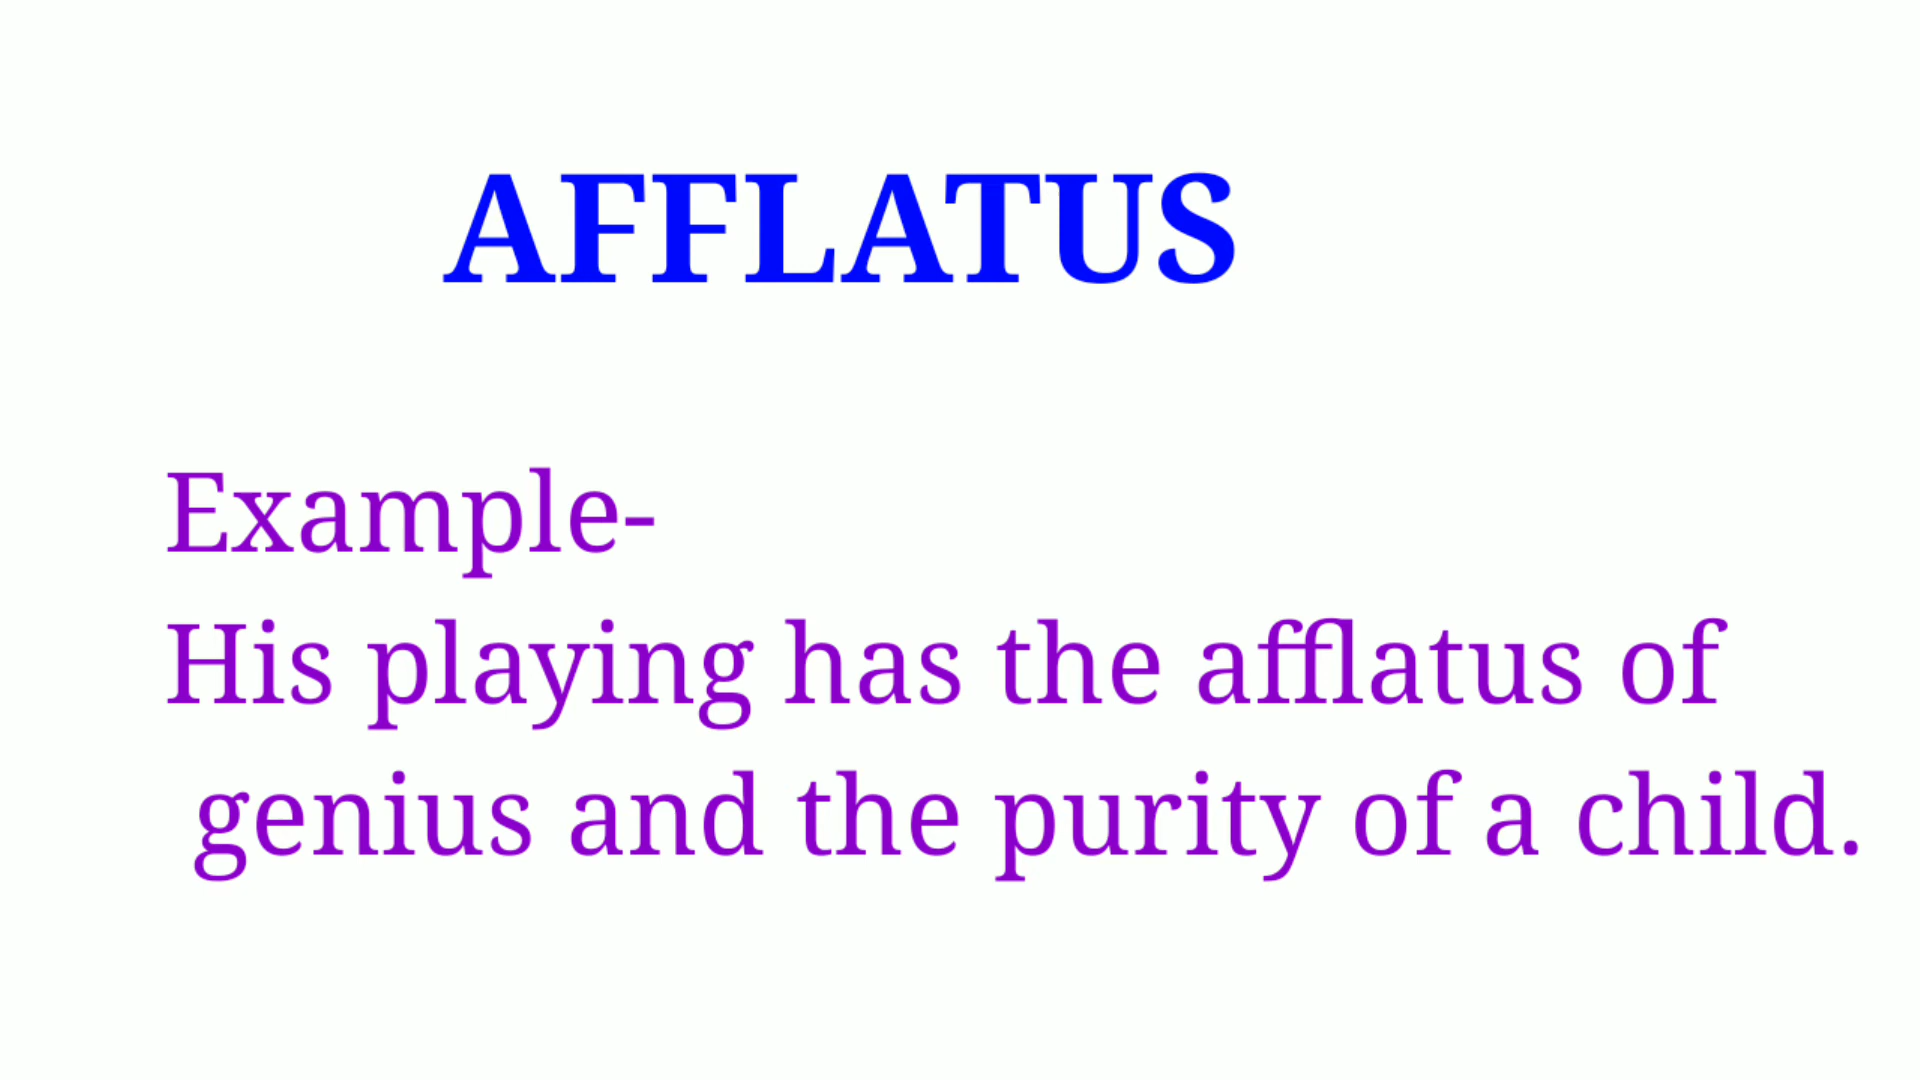 AFFLATUS
Example-
His playing has the afflatus of
genius and the purity of a child.